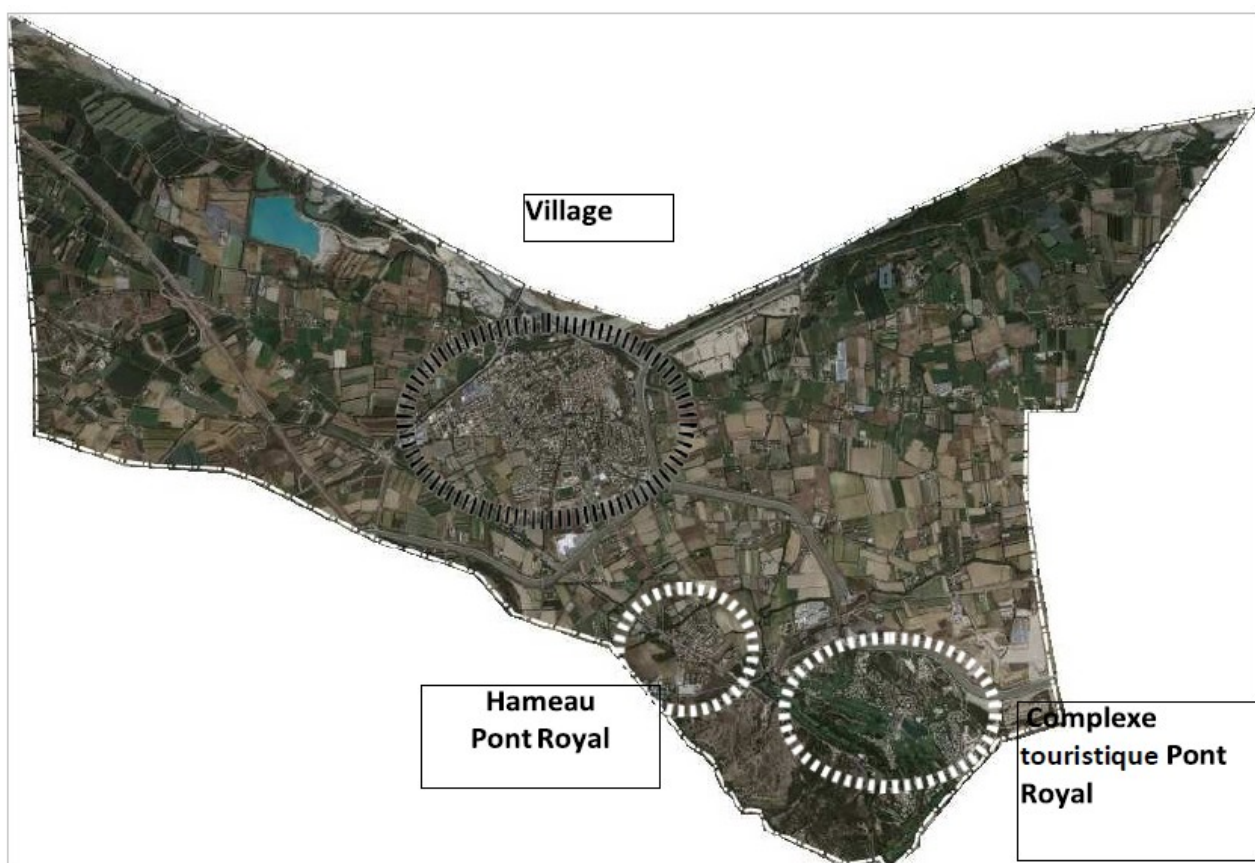 Village
Hameau
Pont Royal
Complexe
touristique Pont
Royal